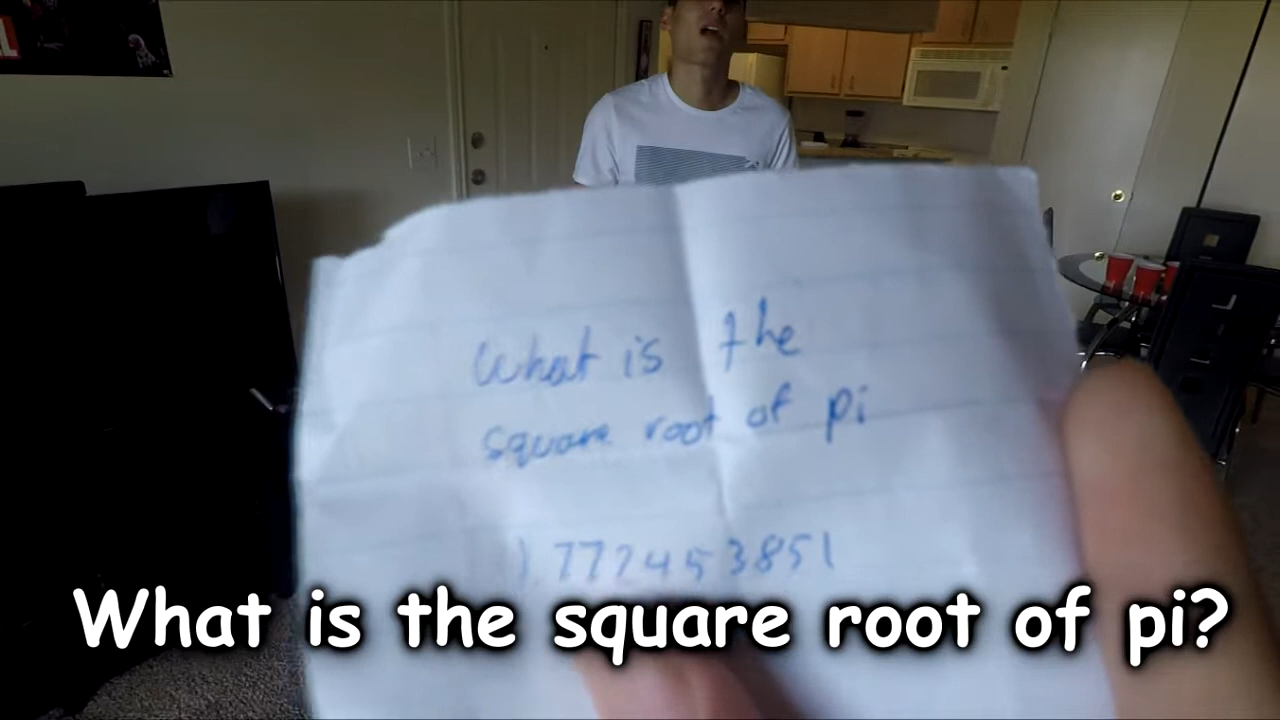 What is the
square root of pi
1.772453851
What is the square root of pi?